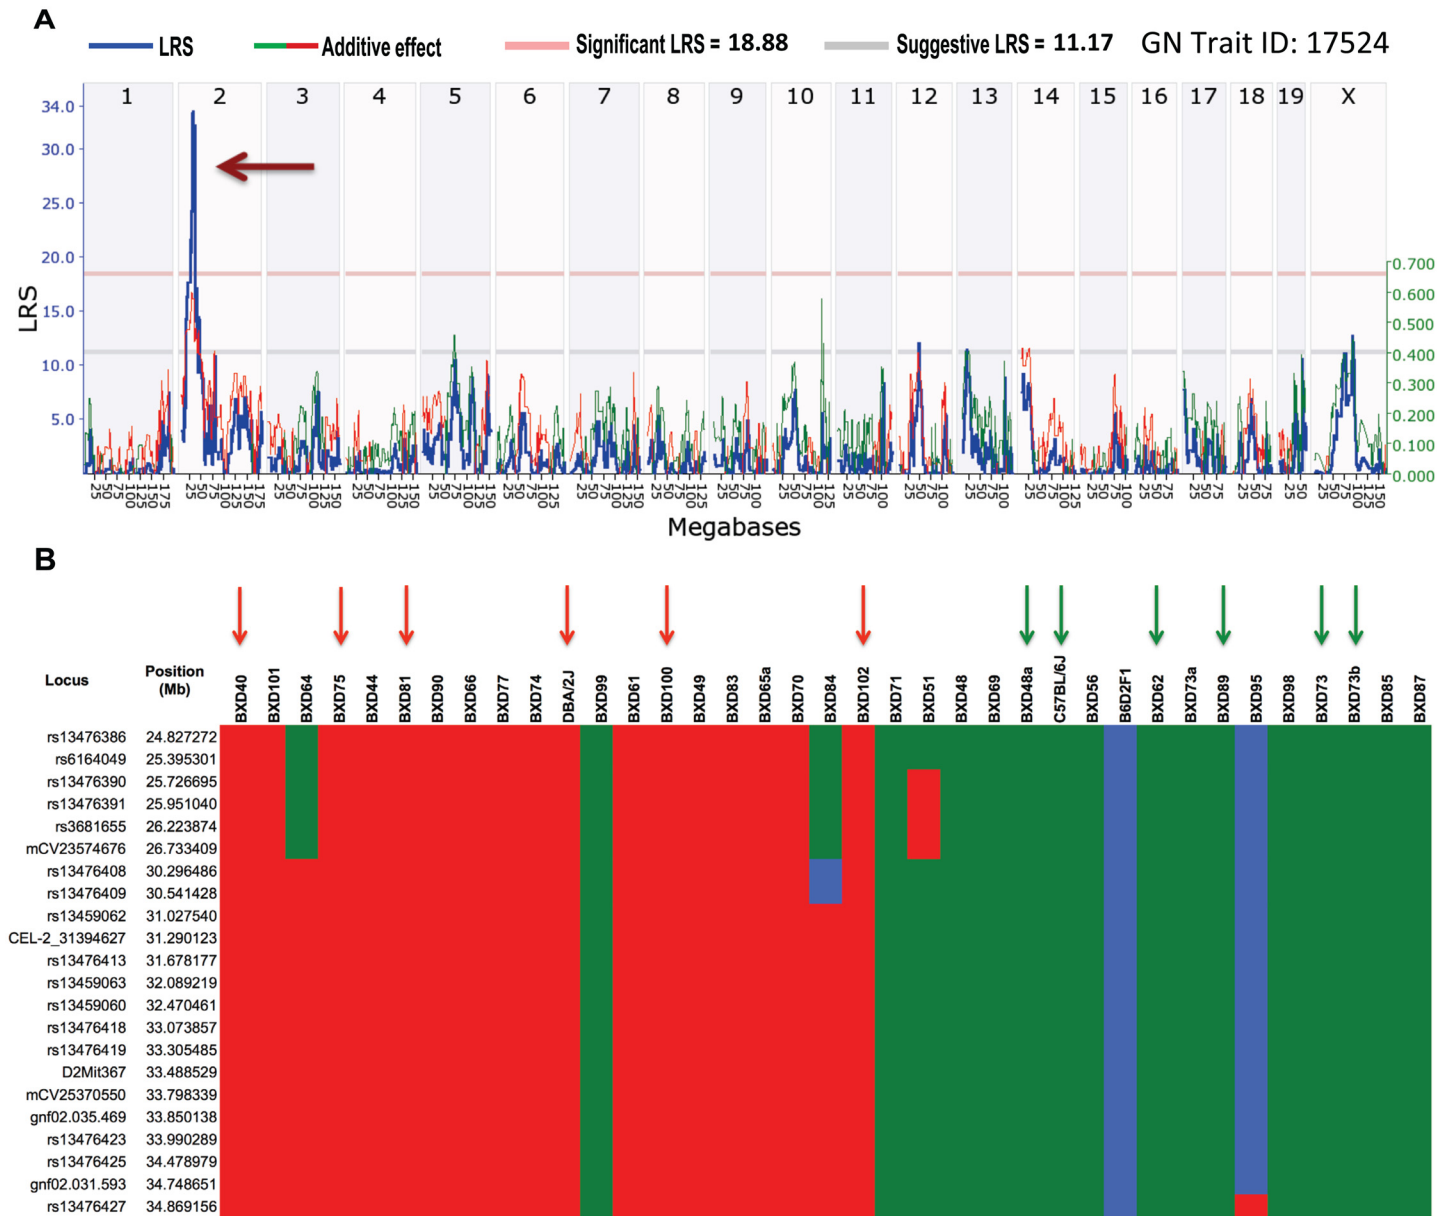 A
LRS Additive effect Significant LRS = 18.88 Suggestive LRS = 11.17 GN Trait ID: 17524
1 2 3 4 5 6 7 8 9 10 11 12 13 14 15 16 17 18 19 X
34.0
30.0
25.0
20.0
15.0
10.0
5.0
LRS
0.700
0.600
0.500
0.400
0.300
0.200
0.100
0.000
Megabases
B
Locus Position (Mb) BXD40 BXD101 BXD64 BXD75 BXD44 BXD81 BXD90 BXD66 BXD77 BXD74 DBA/2J BXD99 BXD61 BXD100 BXD49 BXD83 BXD65a BXD70 BXD84 BXD102 BXD71 BXD51 BXD48 BXD69 BXD48a C57BL/6J BXD56 B6D2F1 BXD62 BXD73a BXD89 BXD95 BXD98 BXD73 BXD73b BXD85 BXD87
rs13476386 24.827272
rs6164049 25.395301
rs13476390 25.726695
rs13476391 25.951040
rs3681655 26.223874
mCV23574676 26.733409
rs13476408 30.296486
rs13476409 30.541428
rs13459062 31.027540
CEL-2_31394627 31.290123
rs13476413 31.678177
rs13459063 32.089219
rs13459060 32.470461
rs13476418 33.073857
rs13476419 33.305485
D2Mit367 33.488529
mCV25370550 33.798339
gnf02.035.469 33.850138
rs13476423 33.990289
rs13476425 34.478979
gnf02.031.593 34.748651
rs13476427 34.869156